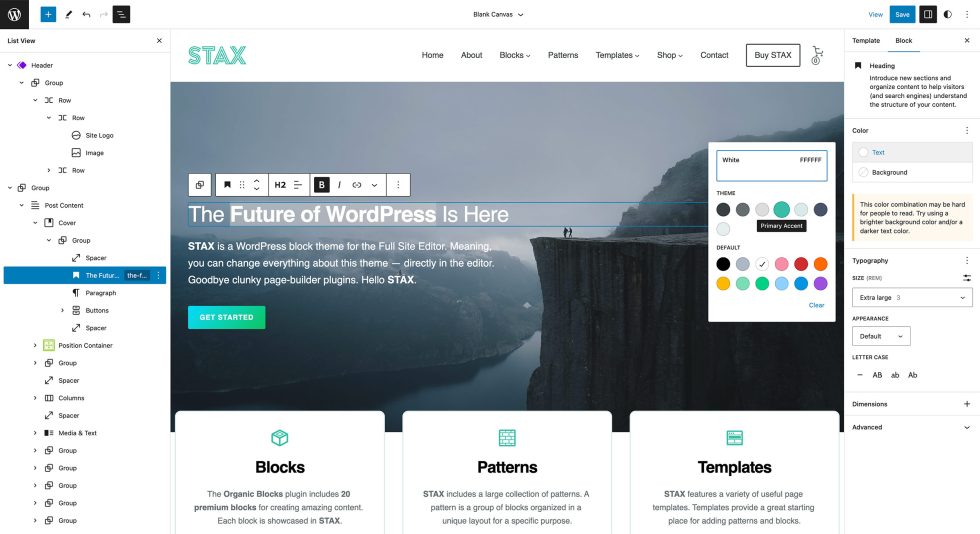 Blank Canvas
View
Save
List View
Header
Group
Row
Row
Site Logo
Image
Row
Group
Post Content
Cover
Group
Spacer
The Futur... the-f...
Paragraph
Buttons
Spacer
Position Container
Group
Spacer
Columns
Spacer
Media & Text
Group
Group
Group
Group
Group
STAX
Home About Blocks Patterns Templates Shop Contact Buy STAX 0
H2 B I
The Future of WordPress Is Here
STAX is a WordPress block theme for the Full Site Editor. Meaning,
you can change everything about this theme — directly in the editor.
Goodbye clunky page-builder plugins. Hello STAX.
GET STARTED
White FFFFFF
THEME
Primary Accent
DEFAULT
Clear
Blocks
The Organic Blocks plugin includes 20
premium blocks for creating amazing content.
Each block is showcased in STAX.
Patterns
STAX includes a large collection of patterns. A
pattern is a group of blocks organized in a
unique layout for a specific purpose.
Templates
STAX features a variety of useful page
templates. Templates provide a great starting
place for adding patterns and blocks.
Template Block
Heading
Introduce new sections and
organize content to help visitors
(and search engines) understand
the structure of your content.
Color
Text
Background
This color combination may be hard
for people to read. Try using a
brighter background color and/or a
darker text color.
Typography
SIZE (REM)
Extra large 3
APPEARANCE
Default
LETTER CASE
– AB ab Ab
Dimensions
Advanced